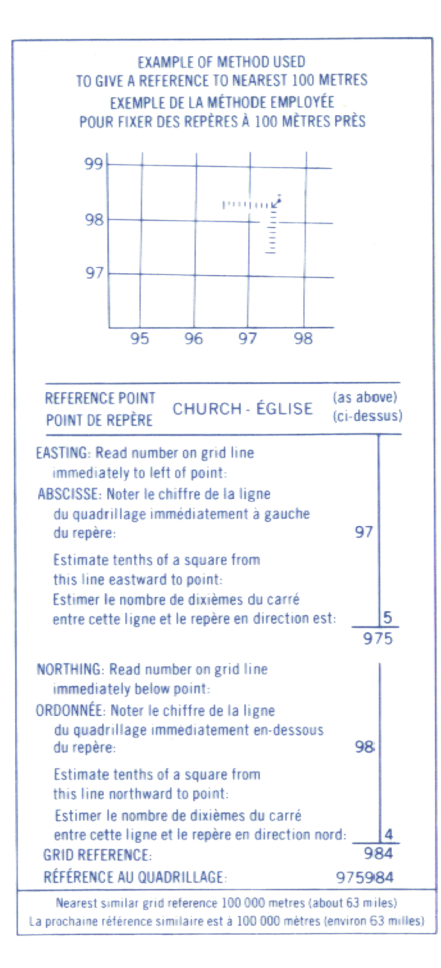 EXAMPLE OF METHOD USED
TO GIVE A REFERENCE TO NEAREST 100 METRES
EXEMPLE DE LA MÉTHODE EMPLOYÉE
POUR FIXER DES REPÈRES À 100 MÈTRES PRÈS
99
98
97
95 96 97 98
REFERENCE POINT
POINT DE REPÈRE
CHURCH - ÉGLISE
(as above)
(ci-dessus)
EASTING: Read number on grid line
immediately to left of point:
ABSCISSE: Noter le chiffre de la ligne
du quadrillage immédiatement à gauche
du repère: 97
Estimate tenths of a square from
this line eastward to point:
Estimer le nombre de dixièmes du carré
entre cette ligne et le repère en direction est: 5
975
NORTHING: Read number on grid line
immediately below point:
ORDONNÉE: Noter le chiffre de la ligne
du quadrillage immediatement en-dessous
du repère: 98
Estimate tenths of a square from
this line northward to point:
Estimer le nombre de dixièmes du carré
entre cette ligne et le repère en direction nord: 4
GRID REFERENCE: 984
RÉFÉRENCE AU QUADRILLAGE: 975984
Nearest similar grid reference 100 000 metres (about 63 miles)
La prochaine référence similaire est à 100 000 mètres (environ 63 milles)